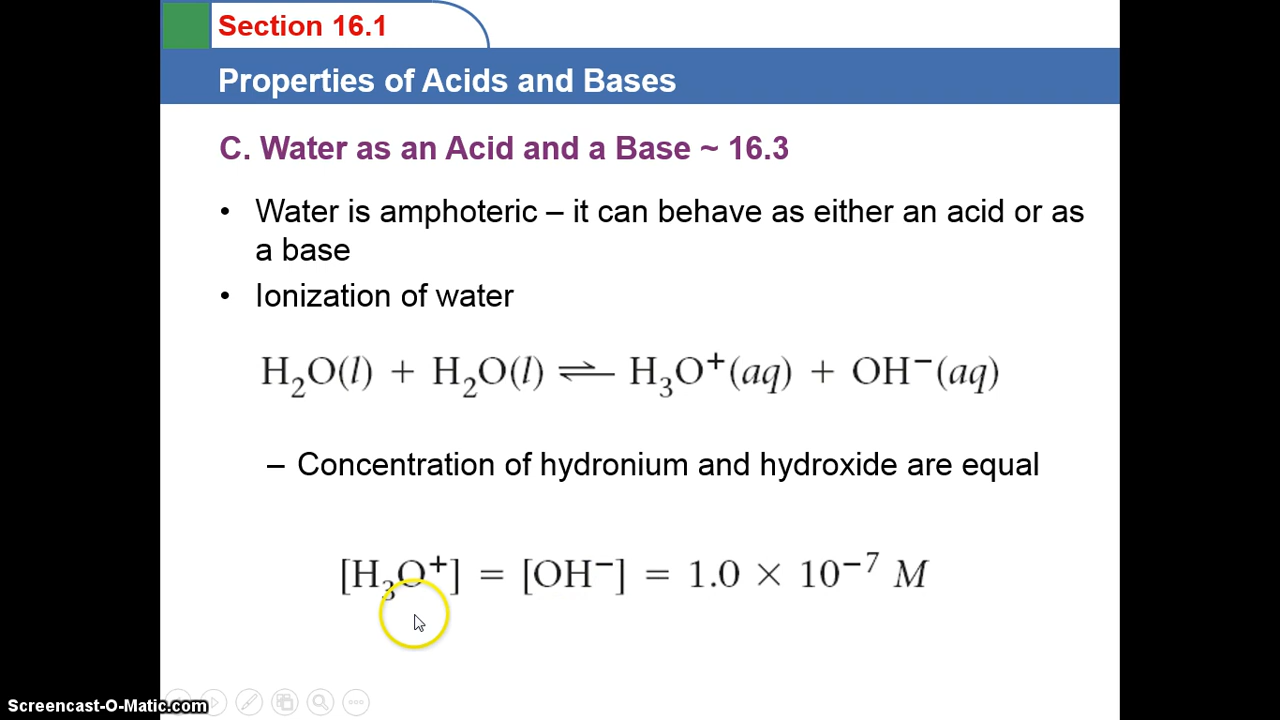 Section 16.1
Properties of Acids and Bases
C. Water as an Acid and a Base ~ 16.3
• Water is amphoteric – it can behave as either an acid or as
a base
• Ionization of water
H₂O(l) + H₂O(l) ⇌ H₃O⁺(aq) + OH⁻(aq)
– Concentration of hydronium and hydroxide are equal
[H₃O⁺] = [OH⁻] = 1.0 × 10⁻⁷ M
Screencast-O-Matic.com